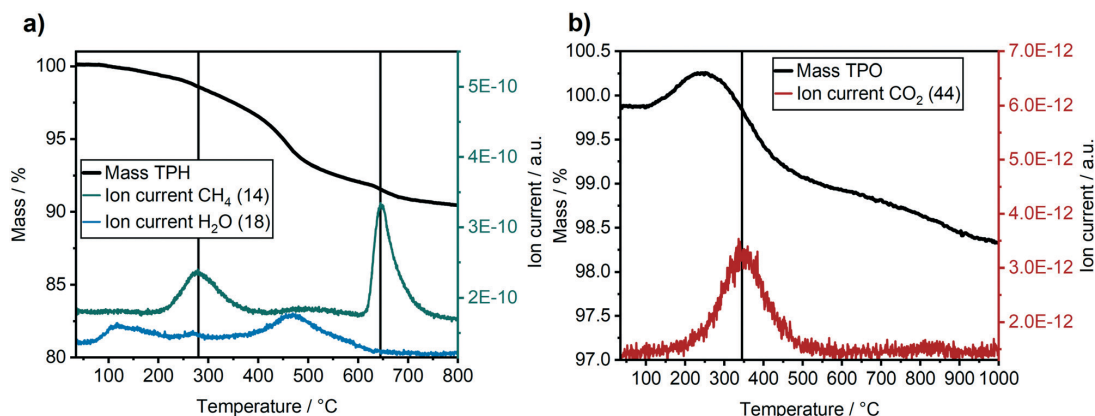 a)
100
95
90
85
80
Mass / %
5E-10
4E-10
3E-10
2E-10
Ion current / a.u.
Mass TPH
Ion current CH₄ (14)
Ion current H₂O (18)
100 200 300 400 500 600 700 800
Temperature / °C
b)
100.5
100.0
99.5
99.0
98.5
98.0
97.5
97.0
Mass / %
7.0E-12
6.0E-12
5.0E-12
4.0E-12
3.0E-12
2.0E-12
Ion current / a.u.
Mass TPO
Ion current CO₂ (44)
100 200 300 400 500 600 700 800 900 1000
Temperature / °C